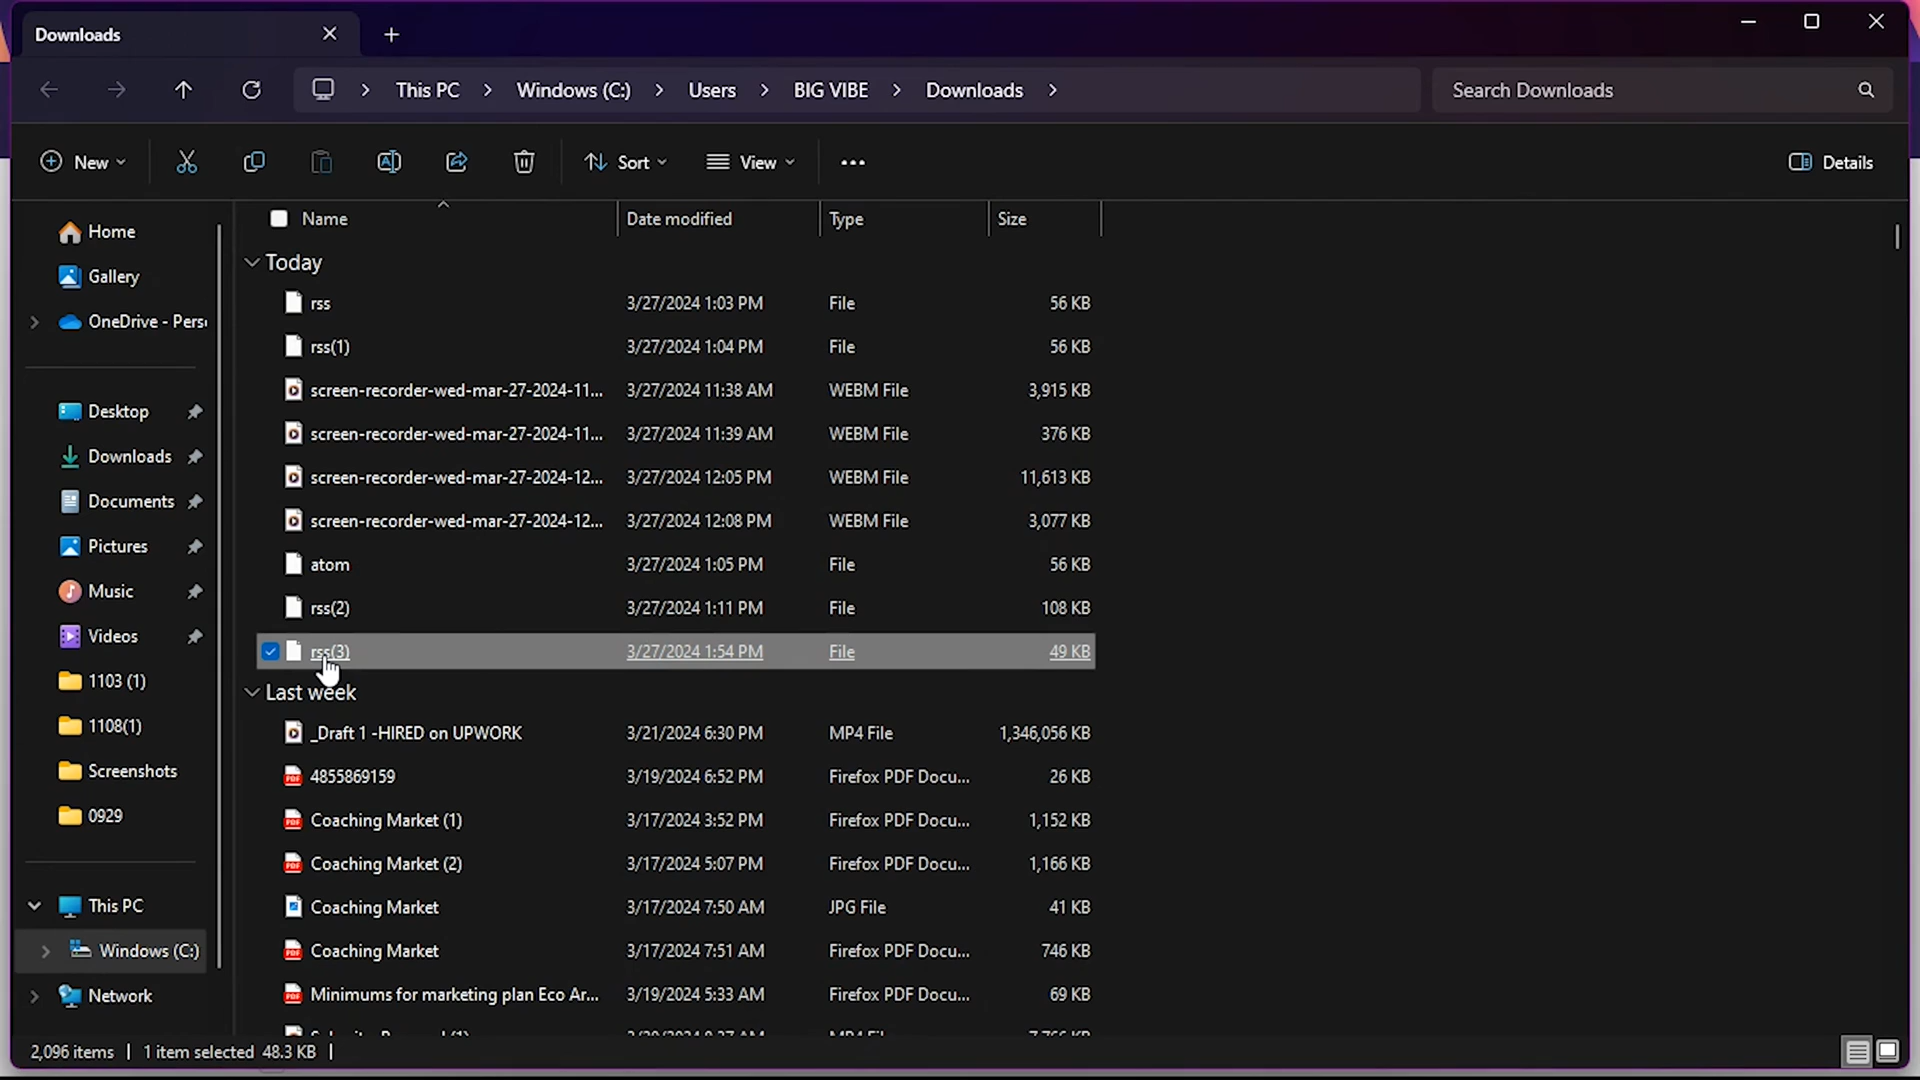 Downloads
This PC > Windows (C:) > Users > BIG VIBE > Downloads >
Search Downloads
New
Sort
View
Details
Home
Gallery
OneDrive - Pers
Desktop
Downloads
Documents
Pictures
Music
Videos
1103 (1)
1108(1)
Screenshots
0929
This PC
Windows (C:)
Network
Name Date modified Type Size
Today
rss 3/27/2024 1:03 PM File 56 KB
rss(1) 3/27/2024 1:04 PM File 56 KB
screen-recorder-wed-mar-27-2024-11... 3/27/2024 11:38 AM WEBM File 3,915 KB
screen-recorder-wed-mar-27-2024-11... 3/27/2024 11:39 AM WEBM File 376 KB
screen-recorder-wed-mar-27-2024-12... 3/27/2024 12:05 PM WEBM File 11,613 KB
screen-recorder-wed-mar-27-2024-12... 3/27/2024 12:08 PM WEBM File 3,077 KB
atom 3/27/2024 1:05 PM File 56 KB
rss(2) 3/27/2024 1:11 PM File 108 KB
rss(3) 3/27/2024 1:54 PM File 49 KB
Last week
_Draft 1 -HIRED on UPWORK 3/21/2024 6:30 PM MP4 File 1,346,056 KB
4855869159 3/19/2024 6:52 PM Firefox PDF Docu... 26 KB
Coaching Market (1) 3/17/2024 3:52 PM Firefox PDF Docu... 1,152 KB
Coaching Market (2) 3/17/2024 5:07 PM Firefox PDF Docu... 1,166 KB
Coaching Market 3/17/2024 7:50 AM JPG File 41 KB
Coaching Market 3/17/2024 7:51 AM Firefox PDF Docu... 746 KB
Minimums for marketing plan Eco Ar... 3/19/2024 5:33 AM Firefox PDF Docu... 69 KB
2,096 items | 1 item selected 48.3 KB |